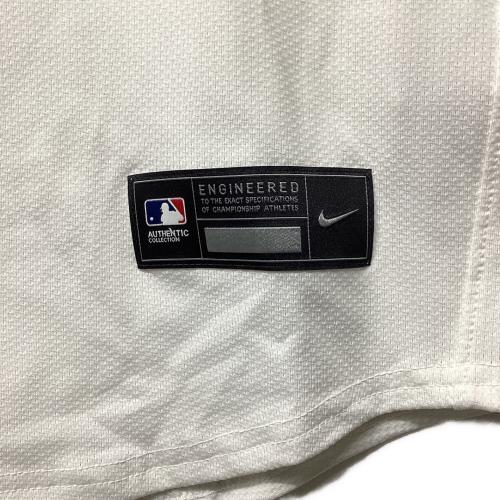 ENGINEERED
TO THE EXACT SPECIFICATIONS
OF CHAMPIONSHIP ATHLETES
AUTHENTIC
COLLECTION